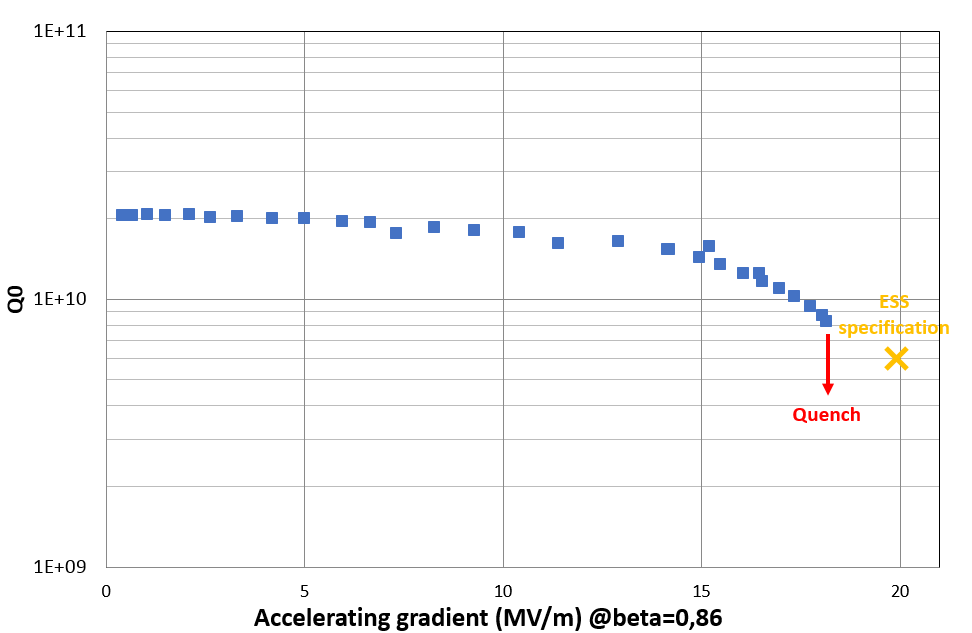 1E+11
1E+10
1E+09
Q0
ESS
specification
Quench
0 5 10 15 20
Accelerating gradient (MV/m) @beta=0,86